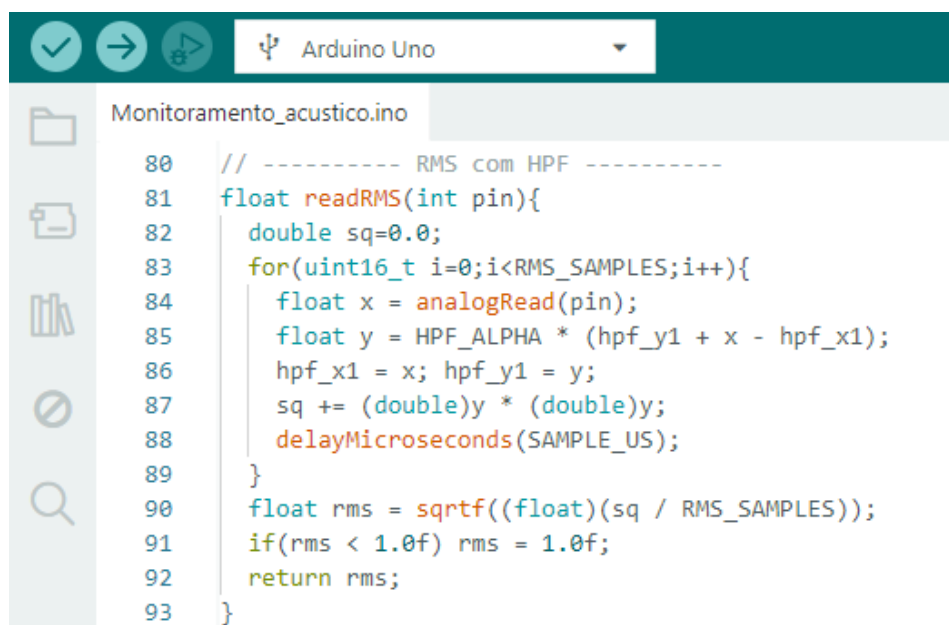 Arduino Uno
Monitoramento_acustico.ino
80 // ---------- RMS com HPF ----------
81 float readRMS(int pin){
82 double sq=0.0;
83 for(uint16_t i=0;i<RMS_SAMPLES;i++){
84 float x = analogRead(pin);
85 float y = HPF_ALPHA * (hpf_y1 + x - hpf_x1);
86 hpf_x1 = x; hpf_y1 = y;
87 sq += (double)y * (double)y;
88 delayMicroseconds(SAMPLE_US);
89 }
90 float rms = sqrtf((float)(sq / RMS_SAMPLES));
91 if(rms < 1.0f) rms = 1.0f;
92 return rms;
93 }